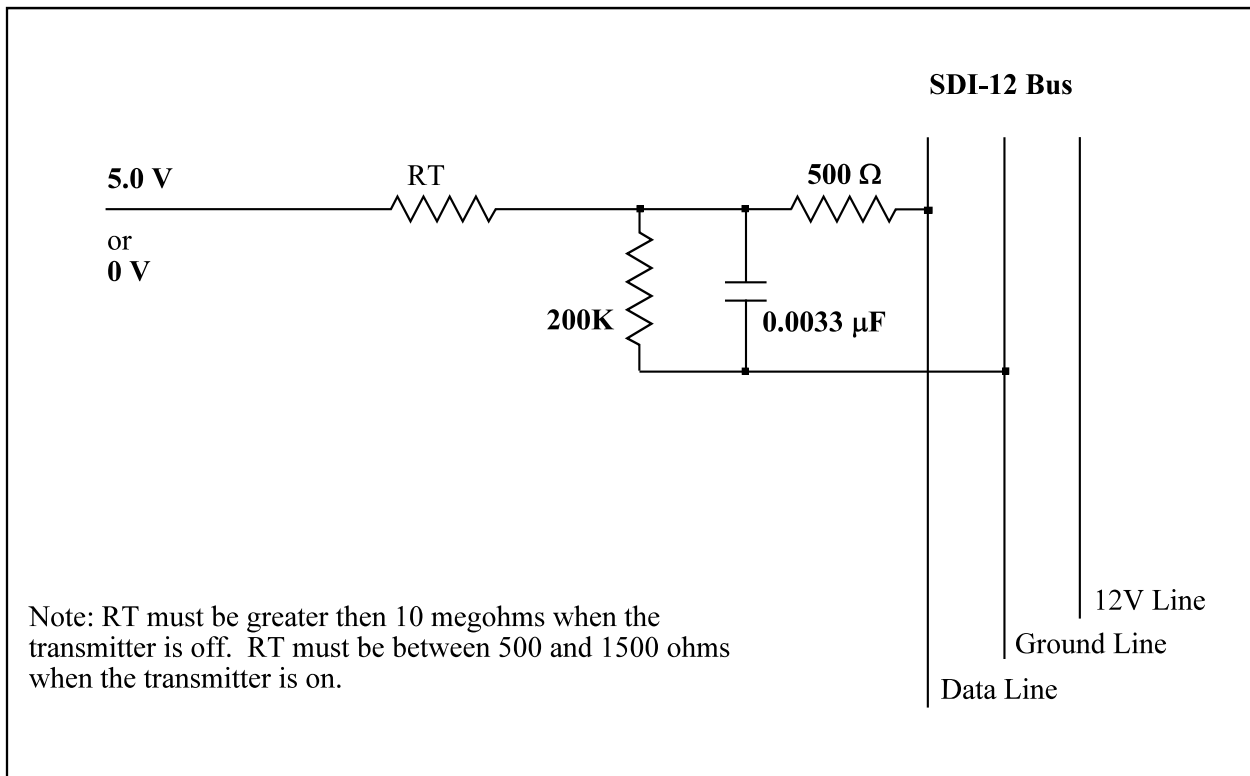 SDI-12 Bus
5.0 V
RT
500 Ω
or
0 V
200K
0.0033 μF
12V Line
Note: RT must be greater then 10 megohms when the
transmitter is off.  RT must be between 500 and 1500 ohms
when the transmitter is on.
Ground Line
Data Line